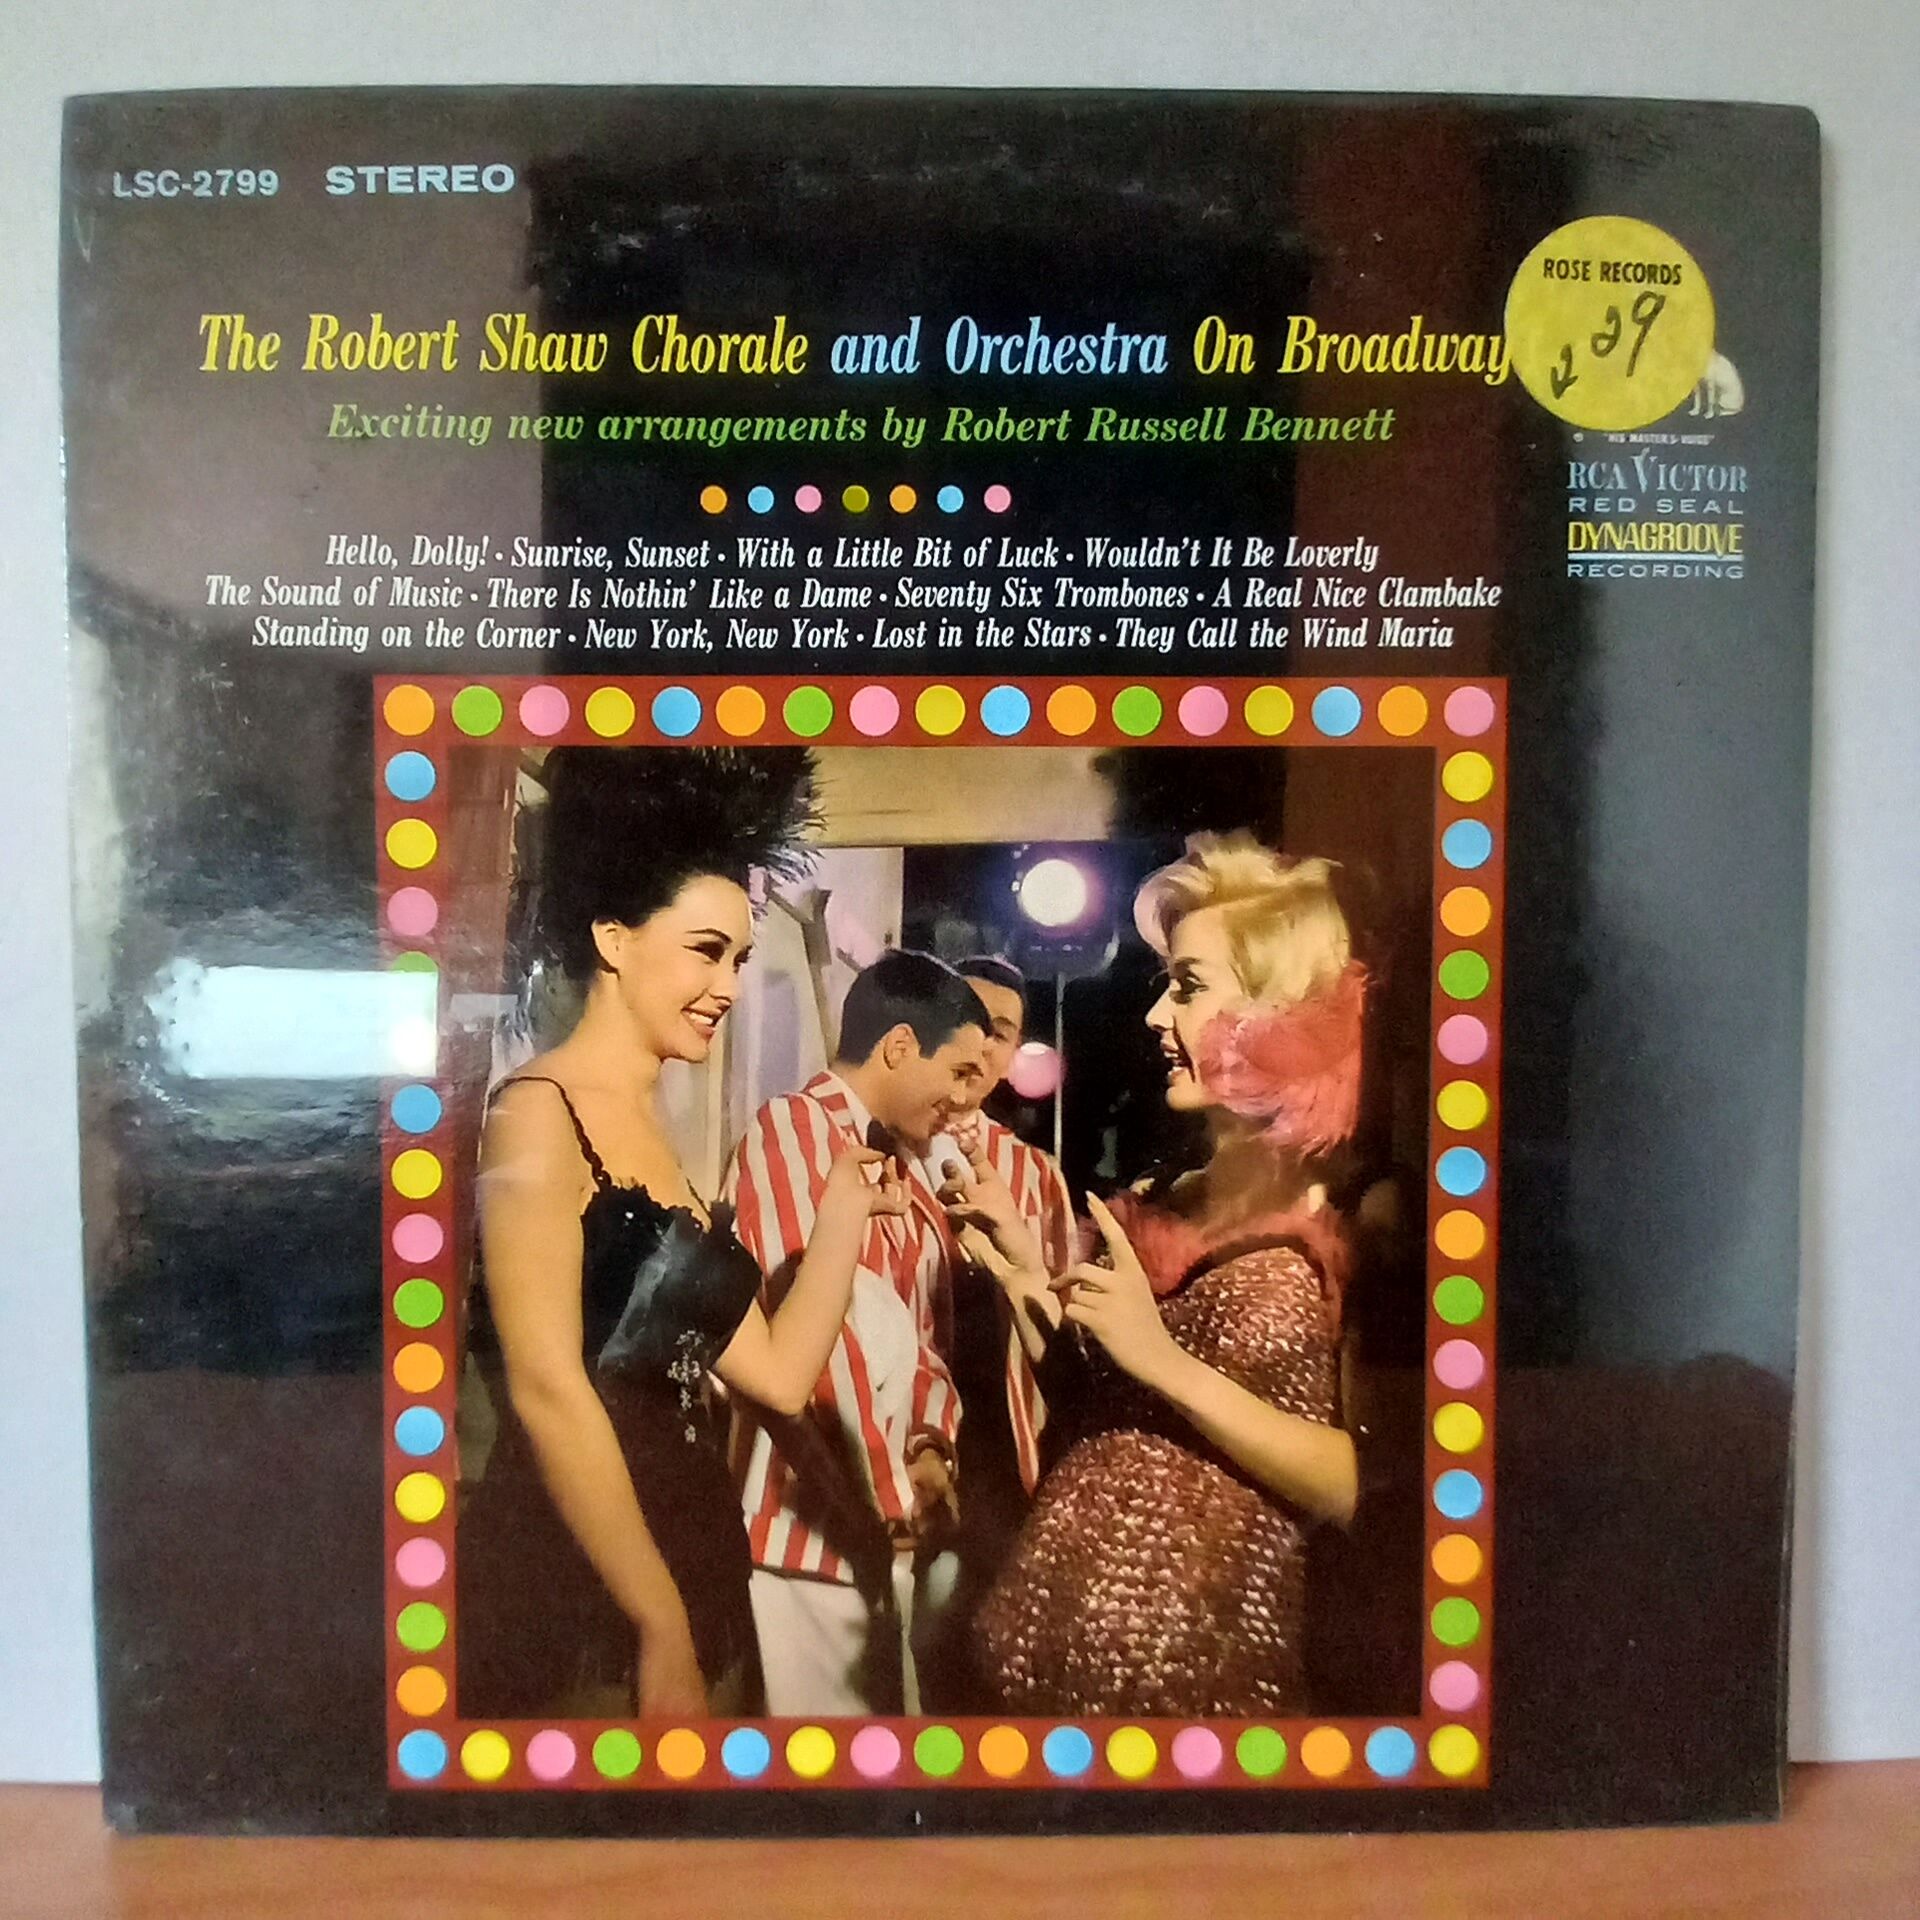 LSC-2799 STEREO
ROSE RECORDS
2 29
The Robert Shaw Chorale and Orchestra On Broadway
Exciting new arrangements by Robert Russell Bennett
"HIS MASTER'S VOICE"
RCA VICTOR
RED SEAL
DYNAGROOVE
RECORDING
Hello, Dolly! • Sunrise, Sunset • With a Little Bit of Luck • Wouldn't It Be Loverly
The Sound of Music • There Is Nothin' Like a Dame • Seventy Six Trombones • A Real Nice Clambake
Standing on the Corner • New York, New York • Lost in the Stars • They Call the Wind Maria